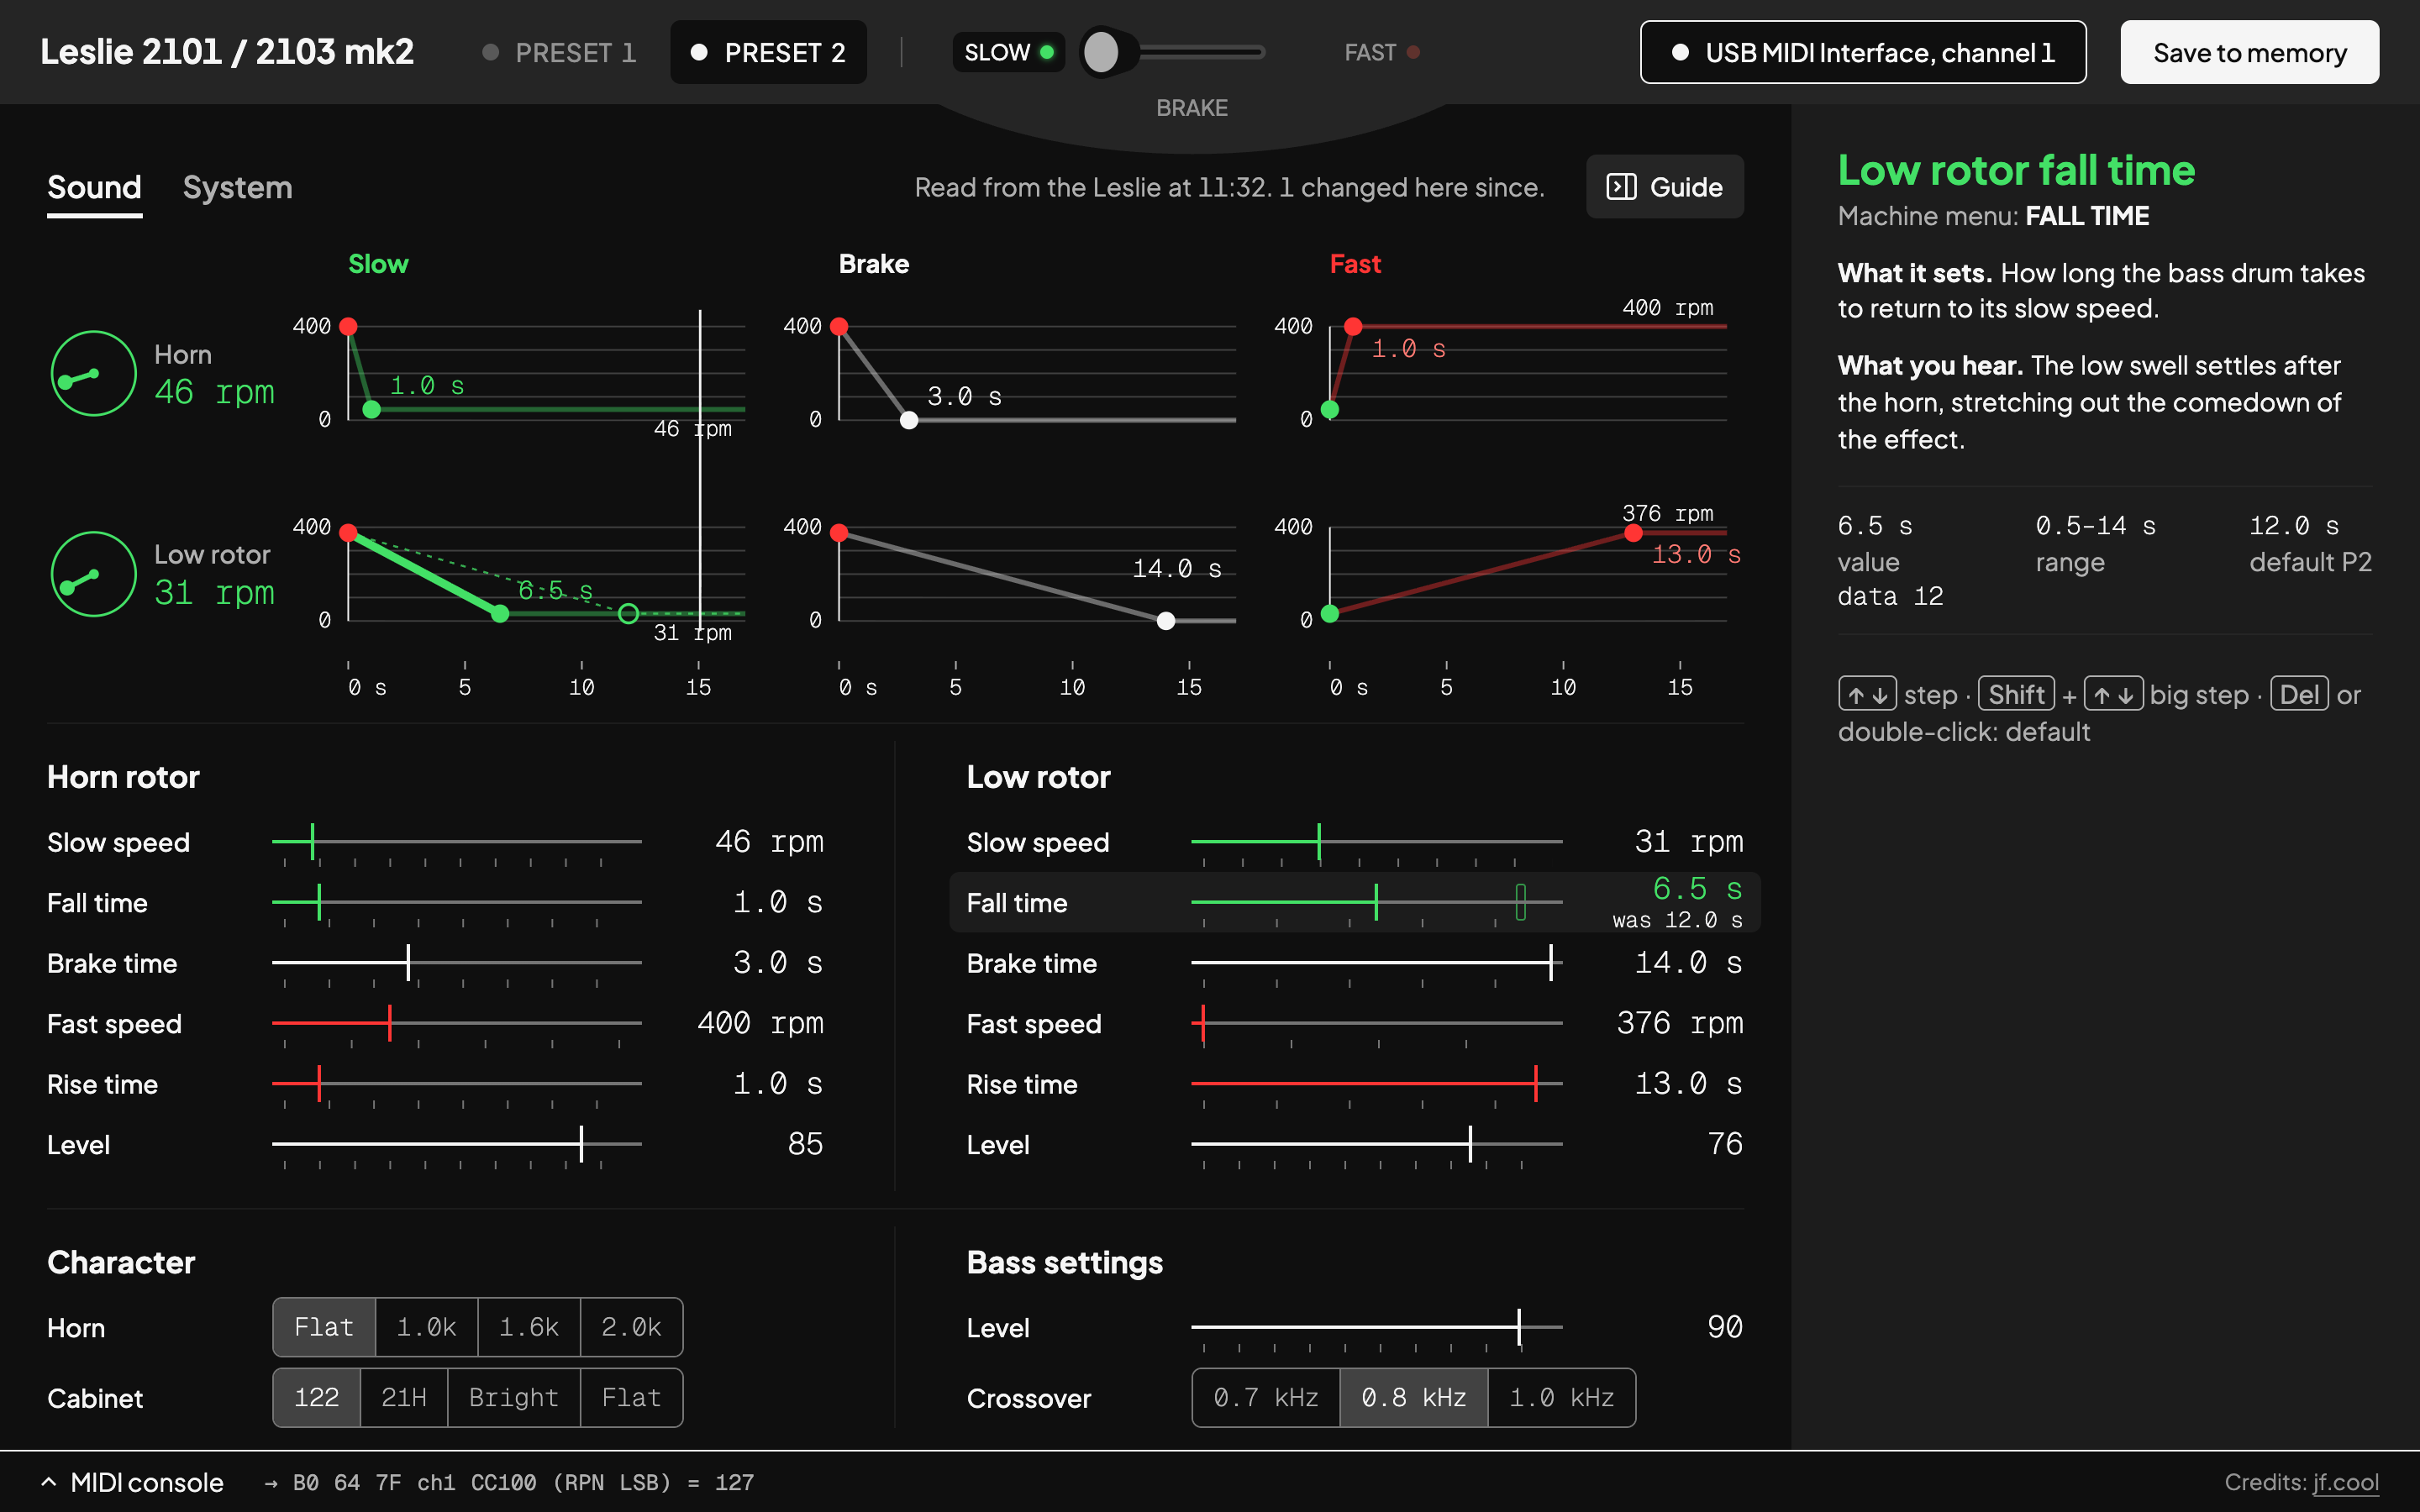 Leslie 2101 / 2103 mk2
PRESET 1
PRESET 2
SLOW
FAST
BRAKE
USB MIDI Interface, channel 1
Save to memory
Sound
System
Read from the Leslie at 11:32. 1 changed here since.
Guide
Slow
Brake
Fast
Horn
46 rpm
400
0
1.0 s
46 rpm
400
0
3.0 s
400
0
400 rpm
1.0 s
Low rotor
31 rpm
400
0
6.5 s
31 rpm
400
0
14.0 s
400
0
376 rpm
13.0 s
0 s 5 10 15
0 s 5 10 15
0 s 5 10 15
Horn rotor
Slow speed 46 rpm
Fall time 1.0 s
Brake time 3.0 s
Fast speed 400 rpm
Rise time 1.0 s
Level 85
Low rotor
Slow speed 31 rpm
Fall time 6.5 s
was 12.0 s
Brake time 14.0 s
Fast speed 376 rpm
Rise time 13.0 s
Level 76
Character
Horn Flat 1.0k 1.6k 2.0k
Cabinet 122 21H Bright Flat
Bass settings
Level 90
Crossover 0.7 kHz 0.8 kHz 1.0 kHz
Low rotor fall time
Machine menu: FALL TIME
What it sets. How long the bass drum takes
to return to its slow speed.
What you hear. The low swell settles after
the horn, stretching out the comedown of
the effect.
6.5 s 0.5–14 s 12.0 s
value range default P2
data 12
↑ ↓ step · Shift + ↑ ↓ big step · Del or
double-click: default
MIDI console → B0 64 7F ch1 CC100 (RPN LSB) = 127
Credits: jf.cool